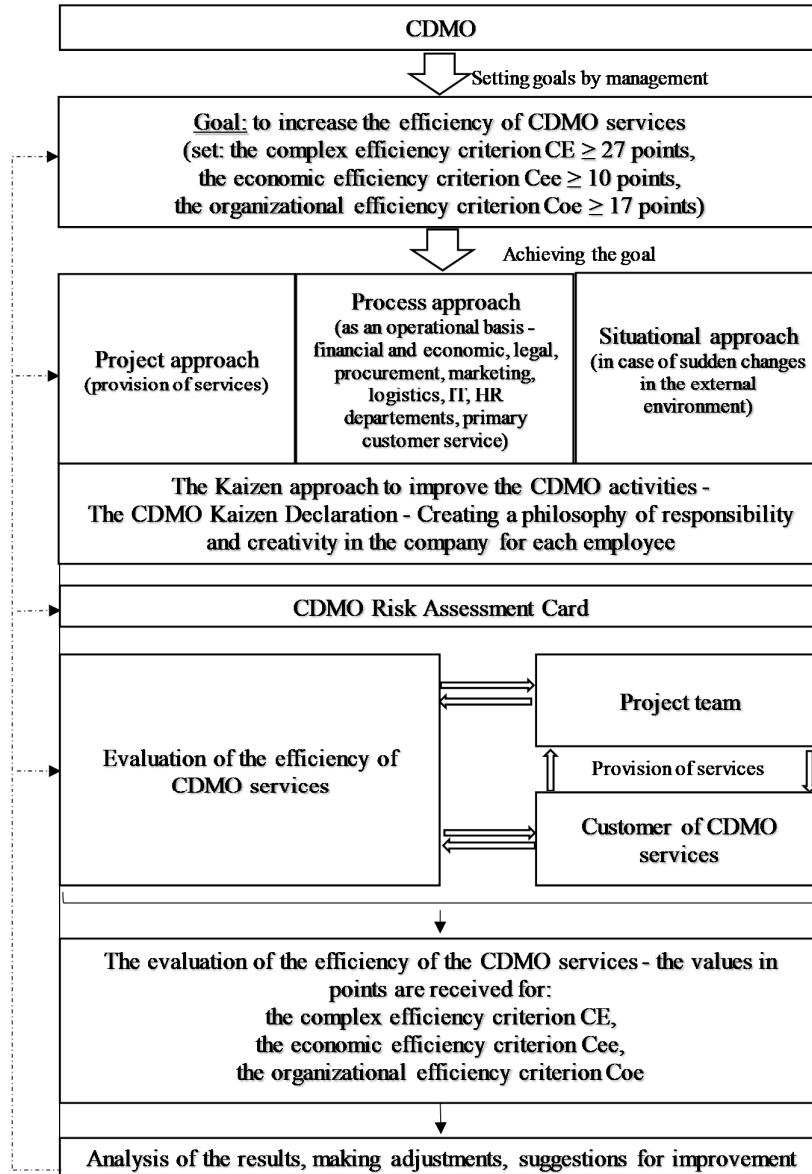 CDMO
Setting goals by management
Goal: to increase the efficiency of CDMO services
(set: the complex efficiency criterion CE ≥ 27 points,
the economic efficiency criterion Cee ≥ 10 points,
the organizational efficiency criterion Coe ≥ 17 points)
Achieving the goal
Project approach
(provision of services)
Process approach
(as an operational basis -
financial and economic, legal,
procurement, marketing,
logistics, IT, HR
departements, primary
customer service)
Situational approach
(in case of sudden changes
in the external
environment)
The Kaizen approach to improve the CDMO activities -
The CDMO Kaizen Declaration - Creating a philosophy of responsibility
and creativity in the company for each employee
CDMO Risk Assessment Card
Evaluation of the efficiency of
CDMO services
Project team
Provision of services
Customer of CDMO
services
The evaluation of the efficiency of the CDMO services - the values in
points are received for:
the complex efficiency criterion CE,
the economic efficiency criterion Cee,
the organizational efficiency criterion Coe
Analysis of the results, making adjustments, suggestions for improvement